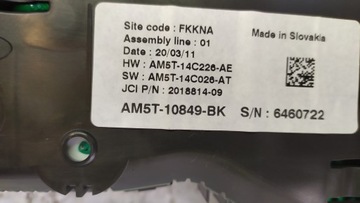 Site code : FKKNA
Assembly line : 01
Made in Slovakia
Date : 20/03/11
HW : AM5T-14C226-AE
SW : AM5T-14C026-AT
JCI P/N : 2018814-09
AM5T-10849-BK S/N : 6460722